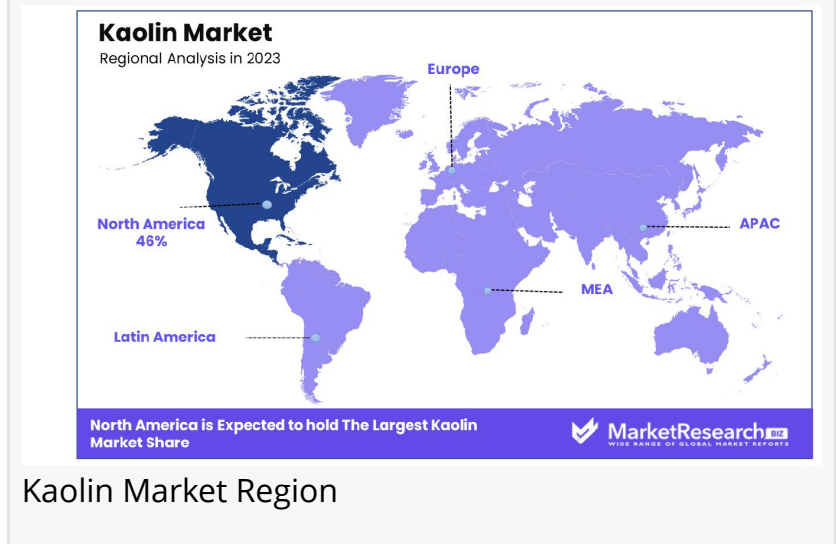 Kaolin Market
Regional Analysis in 2023
Europe
North America
46%
APAC
MEA
Latin America
North America is Expected to hold The Largest Kaolin
Market Share
MarketResearch BIZ
WIDE RANGE OF GLOBAL MARKET REPORTS
Kaolin Market Region